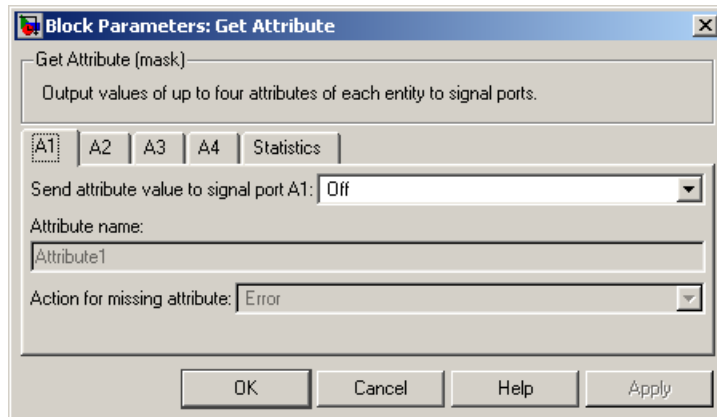 Block Parameters: Get Attribute
Get Attribute (mask)
Output values of up to four attributes of each entity to signal ports.
A1 A2 A3 A4 Statistics
Send attribute value to signal port A1: Off
Attribute name:
Attribute1
Action for missing attribute: Error
OK Cancel Help Apply